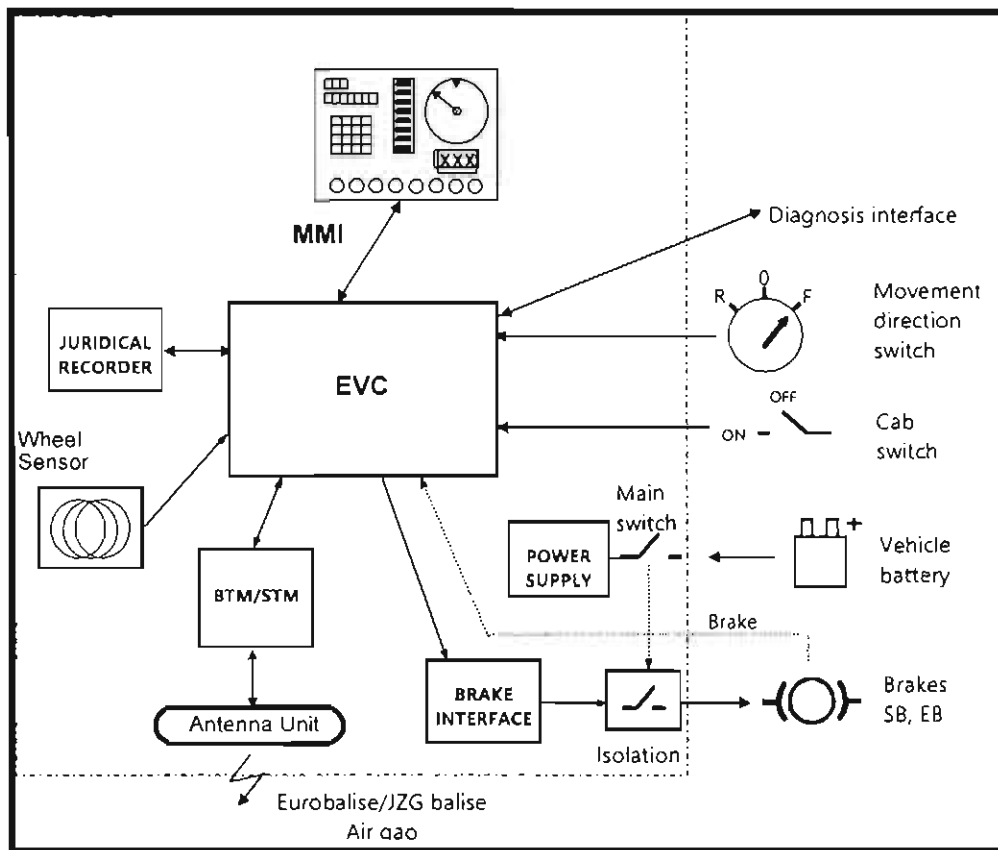 XXX
MMI
Diagnosis interface
R
0
F
Movement
direction
switch
JURIDICAL
RECORDER
EVC
OFF
ON
Cab
switch
Wheel
Sensor
Main
switch
POWER
SUPPLY
+
Vehicle
battery
BTM/STM
Brake
BRAKE
INTERFACE
Brakes
SB, EB
Antenna Unit
Isolation
Eurobalise/JZG balise
Air gao